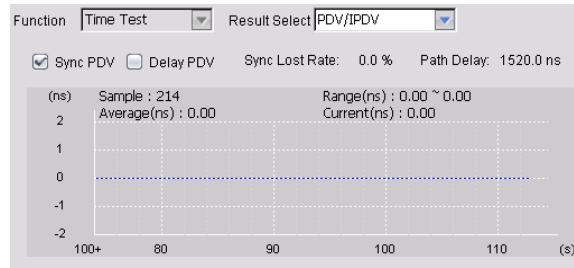 Function Time Test Result Select PDV/IPDV
Sync PDV Delay PDV Sync Lost Rate: 0.0 % Path Delay: 1520.0 ns
(ns) Sample : 214 Range(ns) : 0.00 ~ 0.00
Average(ns) : 0.00 Current(ns) : 0.00
2
1
0
-1
-2
100+ 80 90 100 110 (s)